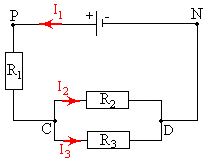 P I₁ + - N
R₁
I₂ R₂
C D
I₃ R₃